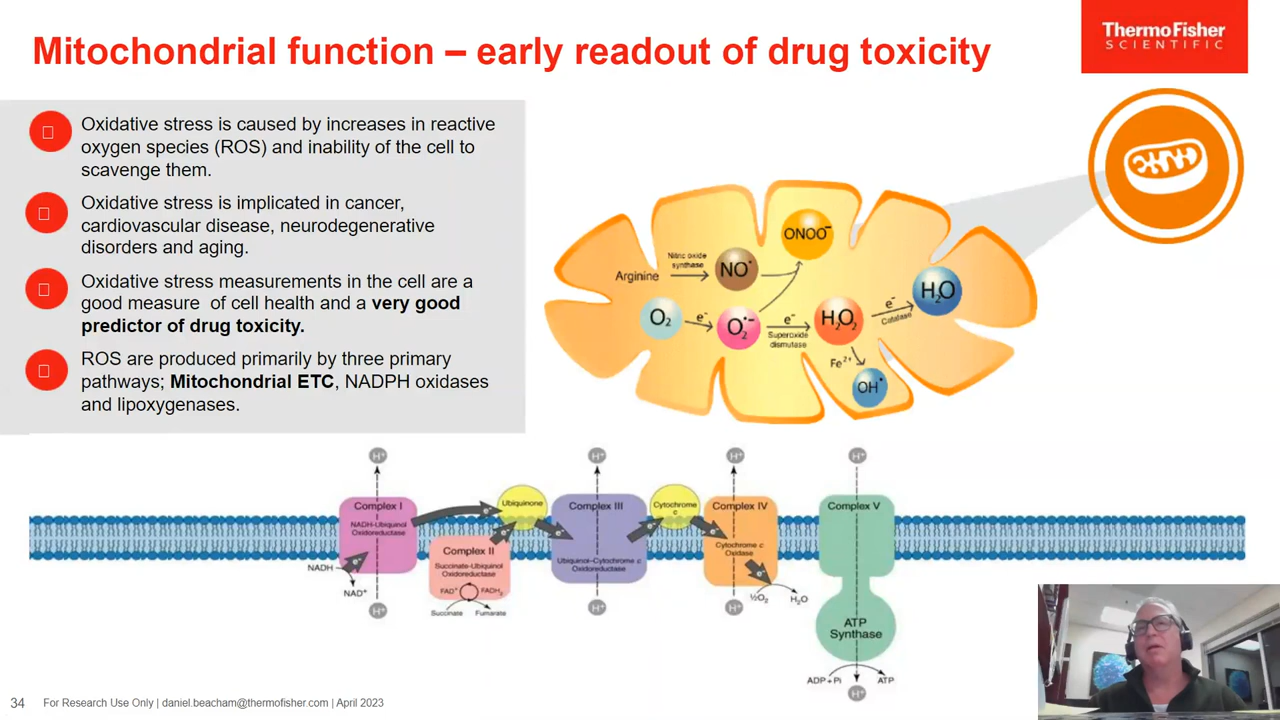 Mitochondrial function – early readout of drug toxicity
ThermoFisher
SCIENTIFIC
Oxidative stress is caused by increases in reactive
oxygen species (ROS) and inability of the cell to
scavenge them.
Oxidative stress is implicated in cancer,
cardiovascular disease, neurodegenerative
disorders and aging.
Oxidative stress measurements in the cell are a
good measure of cell health and a very good
predictor of drug toxicity.
ROS are produced primarily by three primary
pathways; Mitochondrial ETC, NADPH oxidases
and lipoxygenases.
Arginine
Nitric oxide
synthase
NO•
ONOO⁻
O₂
e⁻
O₂•⁻
e⁻
Superoxide
dismutase
H₂O₂
e⁻
Catalase
H₂O
Fe²⁺
OH•
H⁺
H⁺
H⁺
H⁺
Complex I
NADH-Ubiquinol
Oxidoreductase
NADH
NAD⁺
H⁺
Ubiquinone
e⁻
Complex II
Succinate-Ubiquinol
Oxidoreductase
FAD⁺
FADH₂
Succinate
Fumarate
e⁻
Complex III
Ubiquinol–Cytochrome c
Oxidoreductase
H⁺
Cytochrome
c
e⁻
e⁻
Complex IV
Cytochrome c
Oxidase
e⁻
½O₂
H₂O
H⁺
Complex V
ATP
Synthase
ADP+Pi
ATP
H⁺
34
For Research Use Only | daniel.beacham@thermofisher.com | April 2023